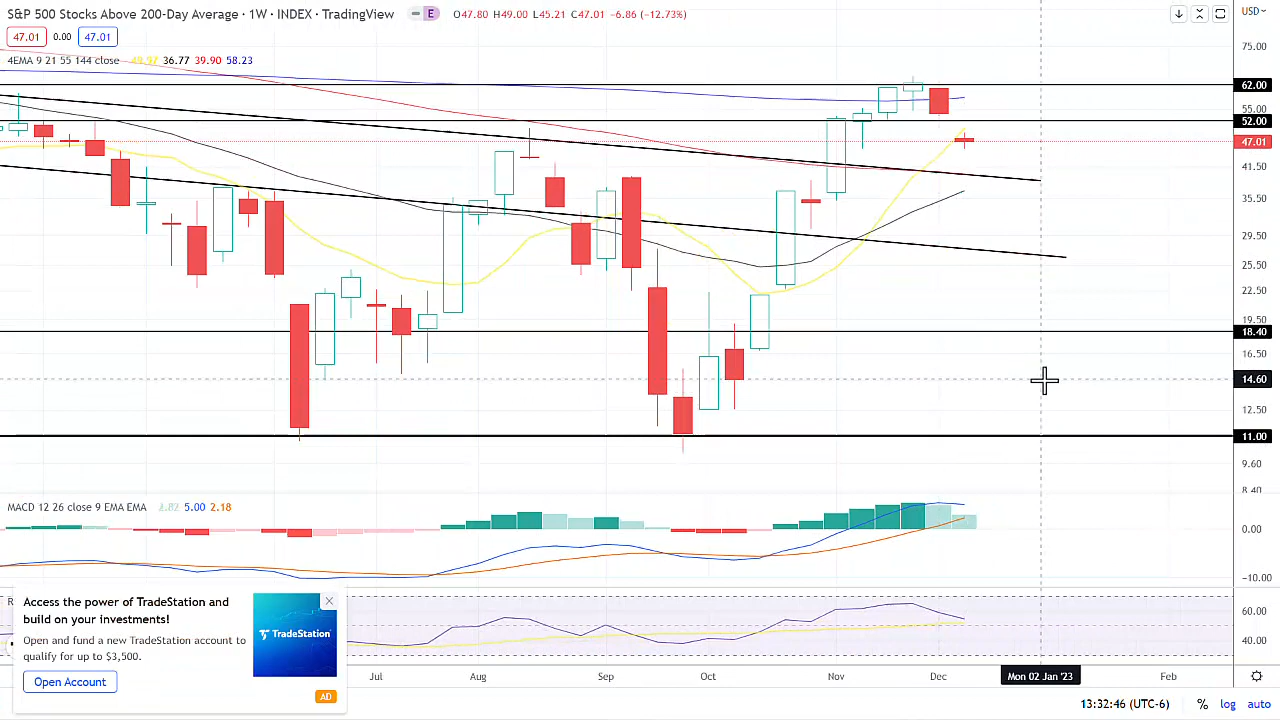 S&P 500 Stocks Above 200-Day Average · 1W · INDEX · TradingView E O47.80 H49.00 L45.21 C47.01 -6.86 (-12.73%) USD
47.01 0.00 47.01
4EMA 9 21 55 144 close 49.97 36.77 39.90 58.23
75.00
62.00
55.00
52.00
47.01
41.50
35.50
29.50
25.50
22.50
19.50
18.40
16.50
14.60
12.50
11.00
9.60
8.40
MACD 12 26 close 9 EMA EMA 2.82 5.00 2.18
0.00
-10.00
R
60.00
40.00
Access the power of TradeStation and
build on your investments!
Open and fund a new TradeStation account to
qualify for up to $3,500.
Open Account
TradeStation
AD
Jul Aug Sep Oct Nov Dec Mon 02 Jan '23 Feb
13:32:46 (UTC-6) % log auto